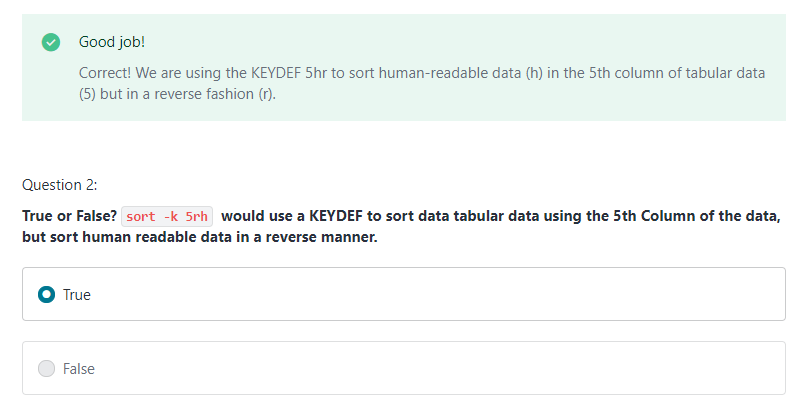 Good job!
Correct! We are using the KEYDEF 5hr to sort human-readable data (h) in the 5th column of tabular data
(5) but in a reverse fashion (r).
Question 2:
True or False? sort -k 5rh would use a KEYDEF to sort data tabular data using the 5th Column of the data,
but sort human readable data in a reverse manner.
True
False